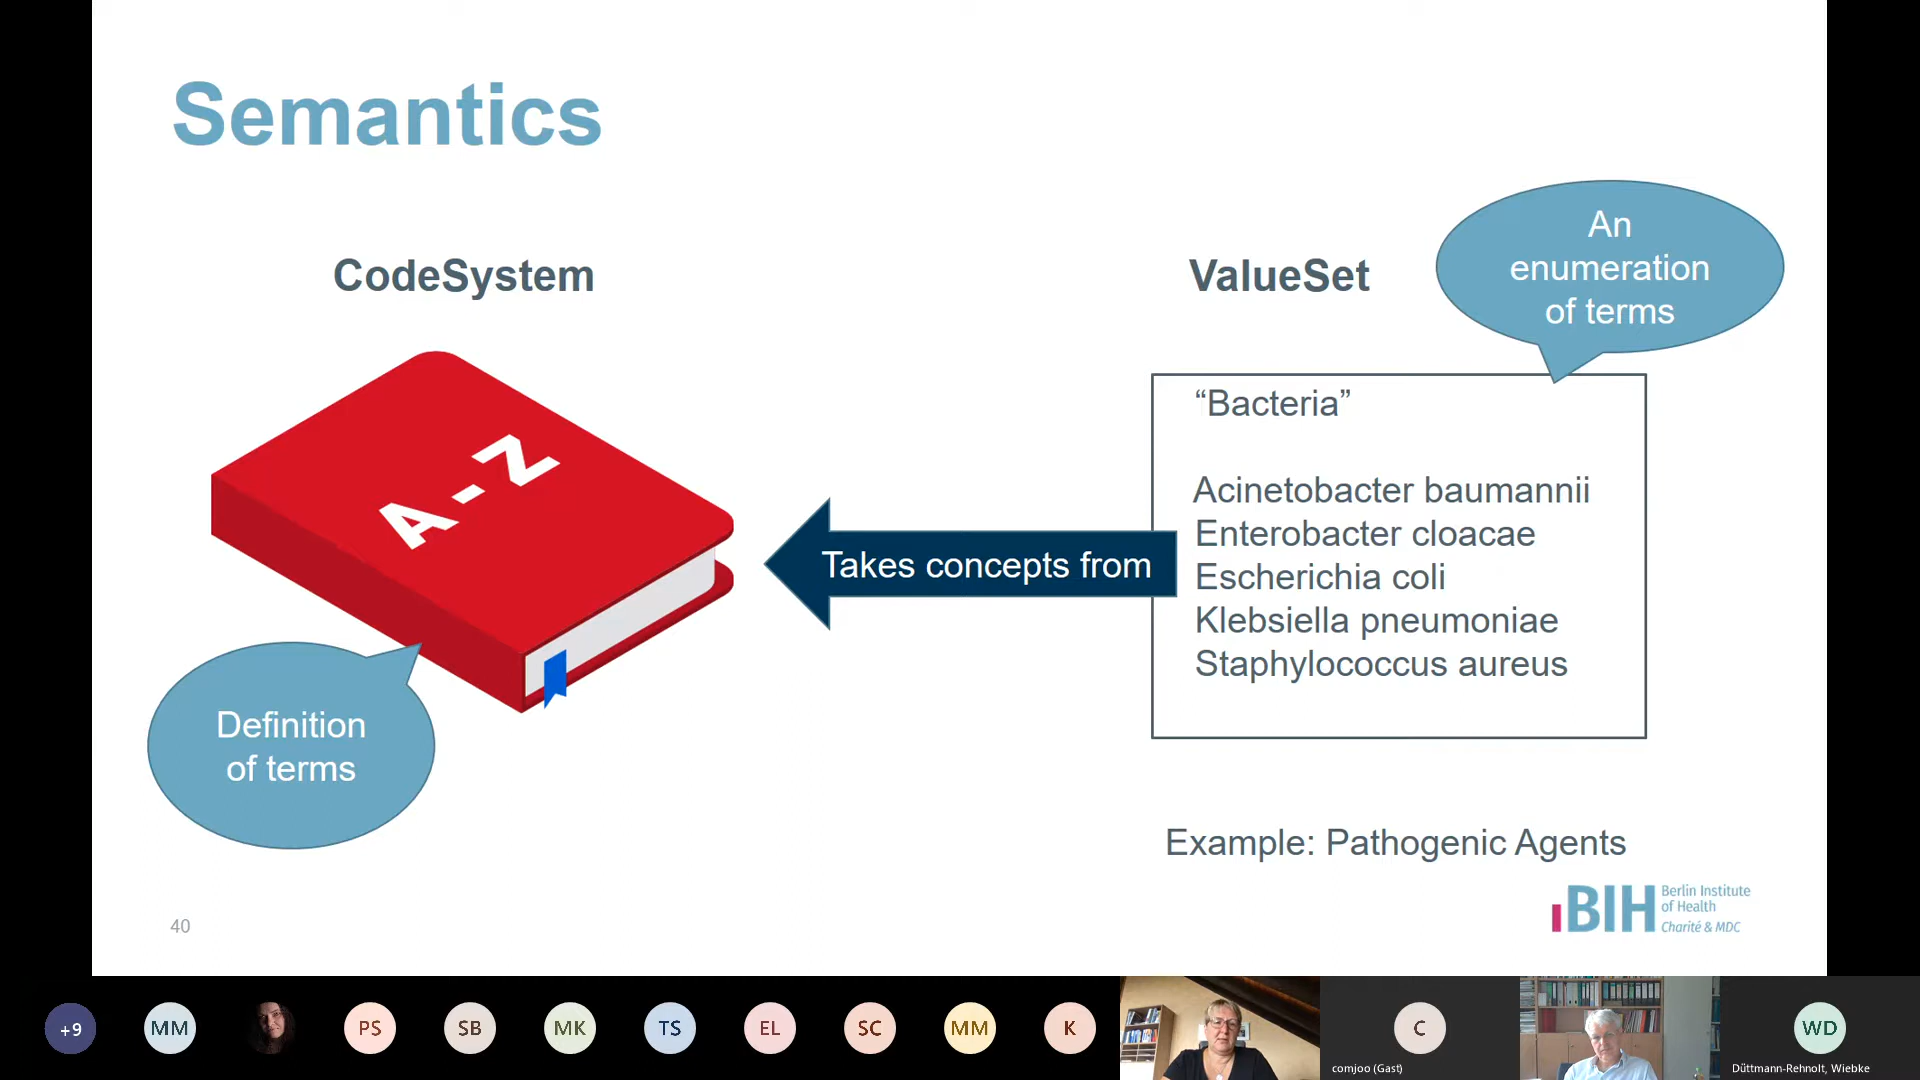 Semantics
CodeSystem
ValueSet
An
enumeration
of terms
A - Z
"Bacteria"
Acinetobacter baumannii
Enterobacter cloacae
Escherichia coli
Klebsiella pneumoniae
Staphylococcus aureus
Takes concepts from
Definition
of terms
Example: Pathogenic Agents
40
BIH
Berlin Institute
of Health
Charité & MDC
+9
MM
PS
SB
MK
TS
EL
SC
MM
K
C
WD
comjoo (Gast)
Düttmann-Rehnolt, Wiebke